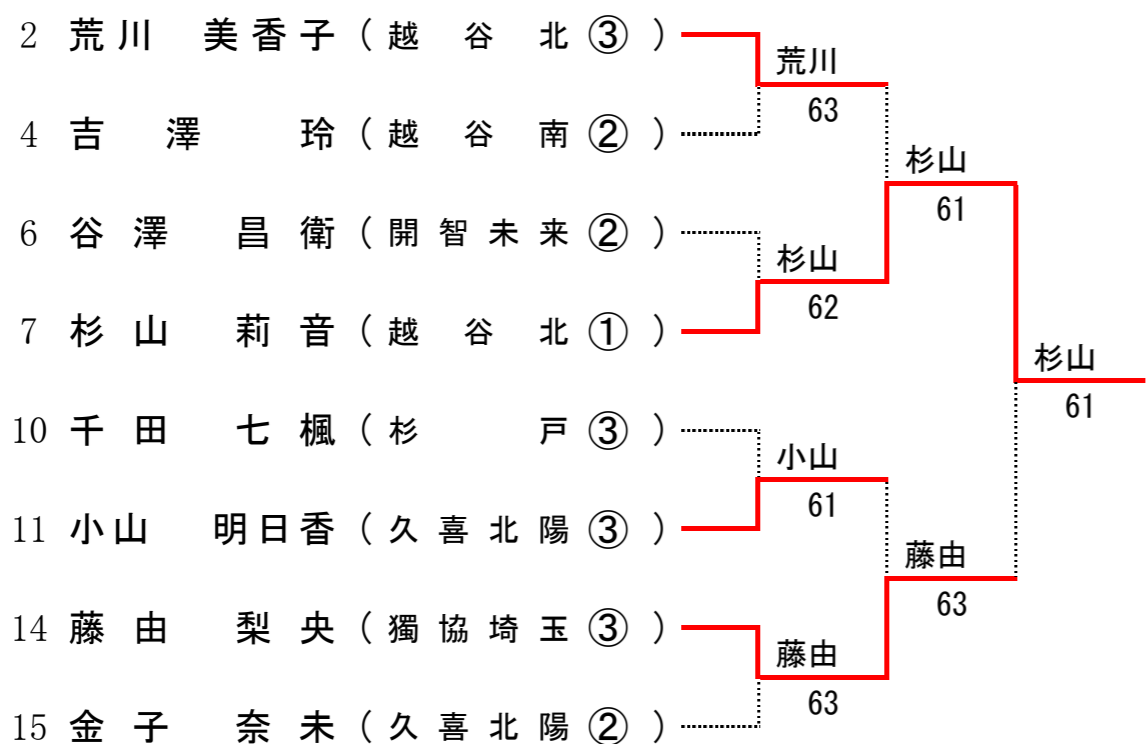 2 荒川 美香子 ( 越谷北 ③ )
荒川
63
4 吉澤 玲 ( 越谷南 ② )
杉山
61
6 谷澤 昌衛 ( 開智未来 ② )
杉山
62
7 杉山 莉音 ( 越谷北 ① )
杉山
61
10 千田 七楓 ( 杉戸 ③ )
小山
61
11 小山 明日香 ( 久喜北陽 ③ )
藤由
63
14 藤由 梨央 ( 獨協埼玉 ③ )
藤由
63
15 金子 奈未 ( 久喜北陽 ② )